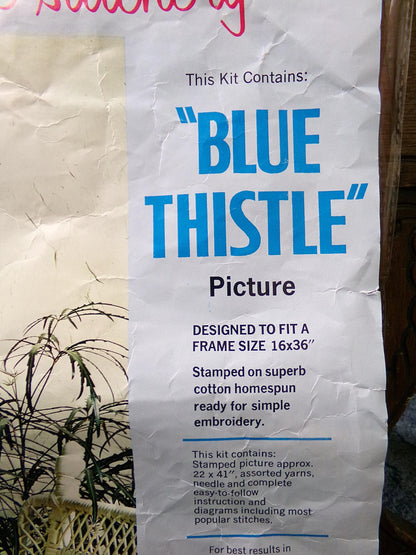 Stitchery
This Kit Contains:
"BLUE
THISTLE"
Picture
DESIGNED TO FIT A
FRAME SIZE 16x36"
Stamped on superb
cotton homespun
ready for simple
embroidery.
This kit contains:
Stamped picture approx.
22 x 41", assorted yarns,
needle and complete
easy-to-follow
instruction and
diagrams including most
popular stitches.
For best results in